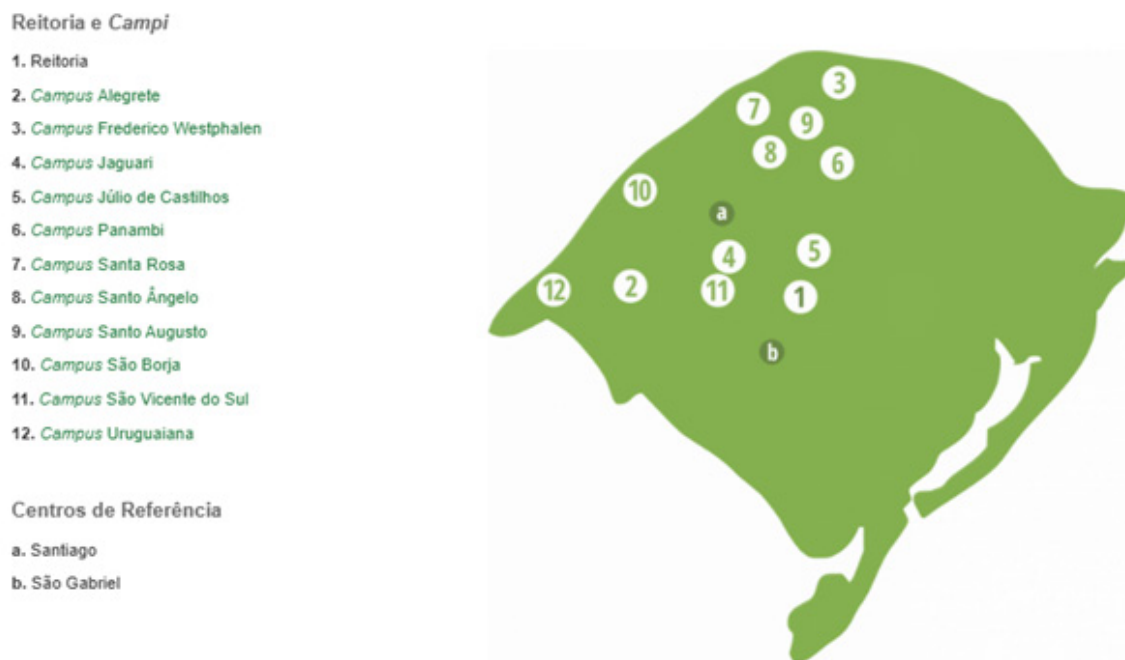 Reitoria e Campi
1. Reitoria
2. Campus Alegrete
3. Campus Frederico Westphalen
4. Campus Jaguari
5. Campus Júlio de Castilhos
6. Campus Panambi
7. Campus Santa Rosa
8. Campus Santo Ângelo
9. Campus Santo Augusto
10. Campus São Borja
11. Campus São Vicente do Sul
12. Campus Uruguaiana
Centros de Referência
a. Santiago
b. São Gabriel
3
7
9
8
6
10
a
5
4
12
2
11
1
b